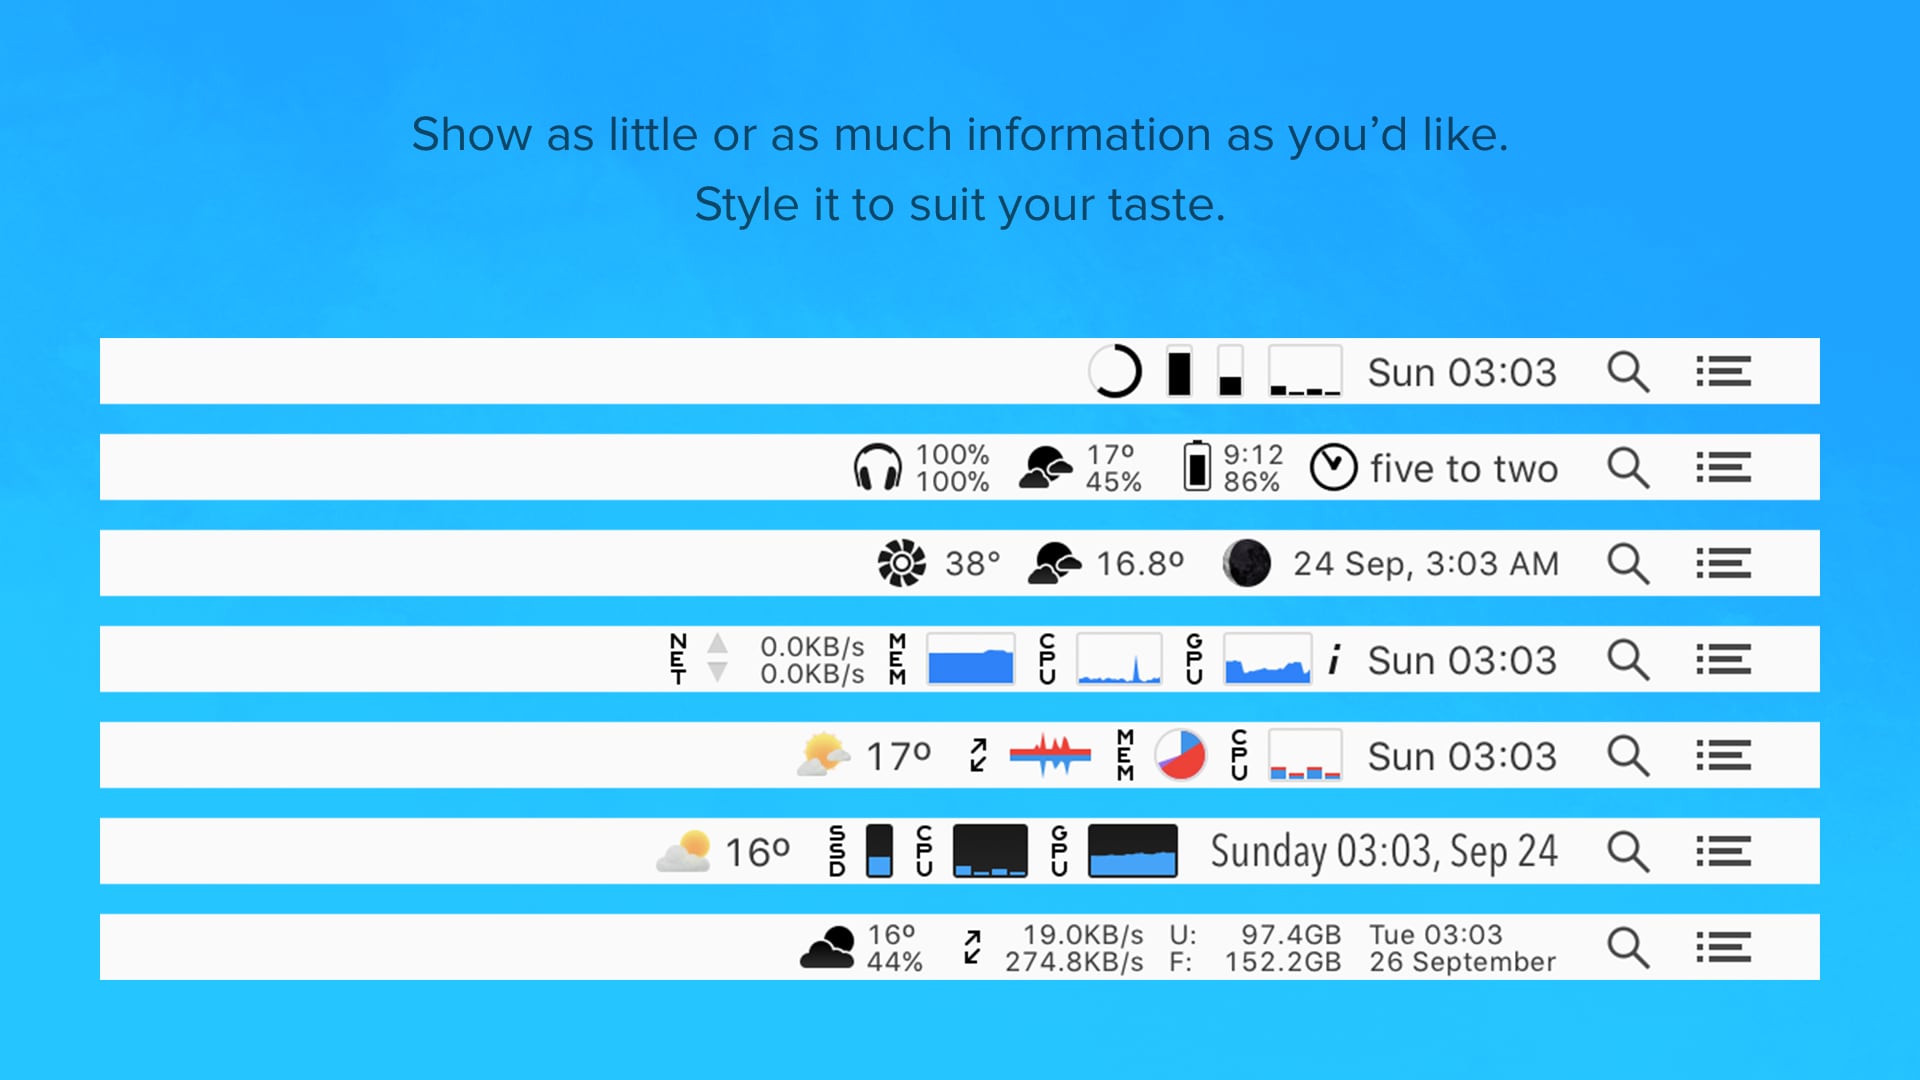 Show as little or as much information as you’d like.
Style it to suit your taste.
Sun 03:03
100% 17º 9:12
100% 45% 86% five to two
38° 16.8º 24 Sep, 3:03 AM
NET 0.0KB/s MEM CPU GPU i Sun 03:03
0.0KB/s
17º MEM CPU Sun 03:03
16º SSD CPU GPU Sunday 03:03, Sep 24
16º 19.0KB/s U: 97.4GB Tue 03:03
44% 274.8KB/s F: 152.2GB 26 September